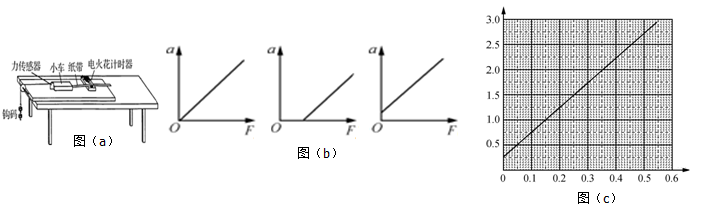 力传感器 小车 纸带 电火花计时器
钩码
图（a）
a
O
F
a
O
F
a
O
F
图（b）
3.0
2.5
2.0
1.5
1.0
0.5
0
0 0.1 0.2 0.3 0.4 0.5 0.6
图（c）